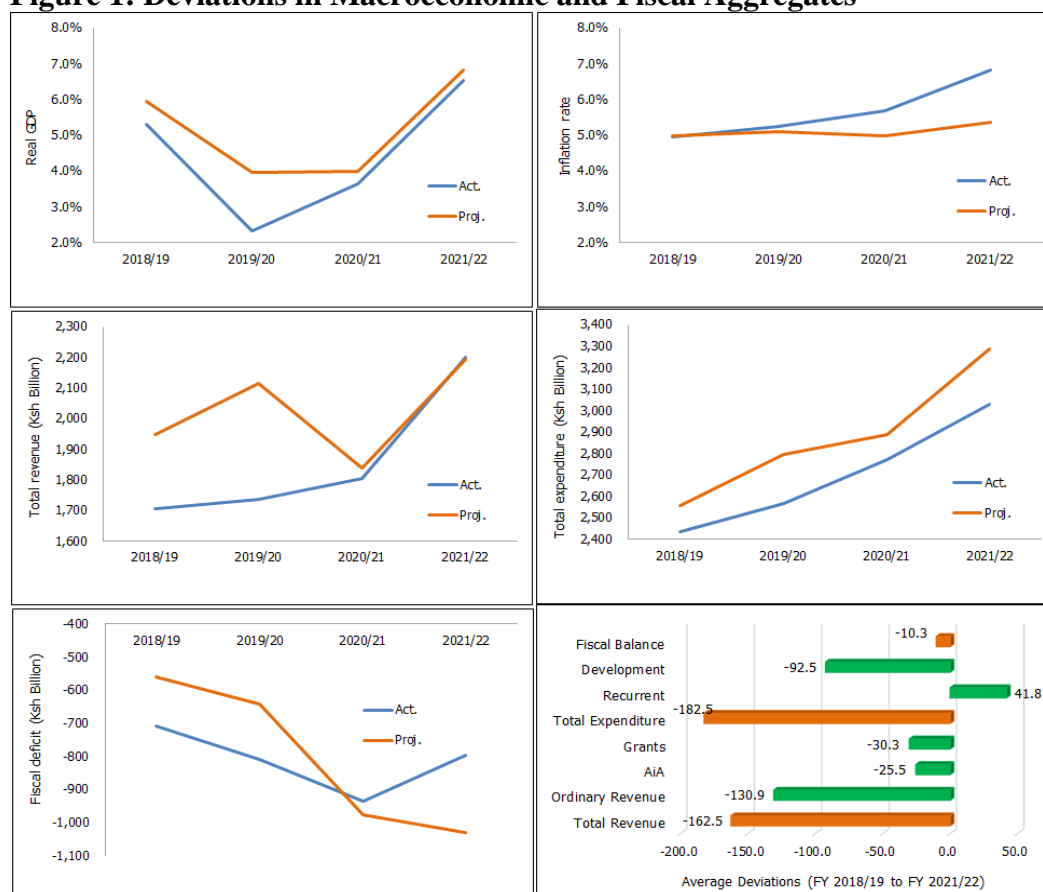 Figure 1: Deviations in Macroeconomic and Fiscal Aggregates
8.0%
7.0%
6.0%
5.0%
4.0%
3.0%
2.0%
Real GDP
2018/19 2019/20 2020/21 2021/22
Act.
Proj.
8.0%
7.0%
6.0%
5.0%
4.0%
3.0%
2.0%
Inflation rate
2018/19 2019/20 2020/21 2021/22
Act.
Proj.
2,300
2,200
2,100
2,000
1,900
1,800
1,700
1,600
Total revenue (Ksh Billion)
2018/19 2019/20 2020/21 2021/22
Act.
Proj.
3,400
3,300
3,200
3,100
3,000
2,900
2,800
2,700
2,600
2,500
2,400
Total expenditure (Ksh Billion)
2018/19 2019/20 2020/21 2021/22
Act.
Proj.
-400
-500
-600
-700
-800
-900
-1,000
-1,100
Fiscal deficit (Ksh Billion)
2018/19 2019/20 2020/21 2021/22
Act.
Proj.
Fiscal Balance -10.3
Development -92.5
Recurrent 41.8
Total Expenditure -182.5
Grants -30.3
AiA -25.5
Ordinary Revenue -130.9
Total Revenue -162.5
-200.0 -150.0 -100.0 -50.0 0.0 50.0
Average Deviations (FY 2018/19 to FY 2021/22)